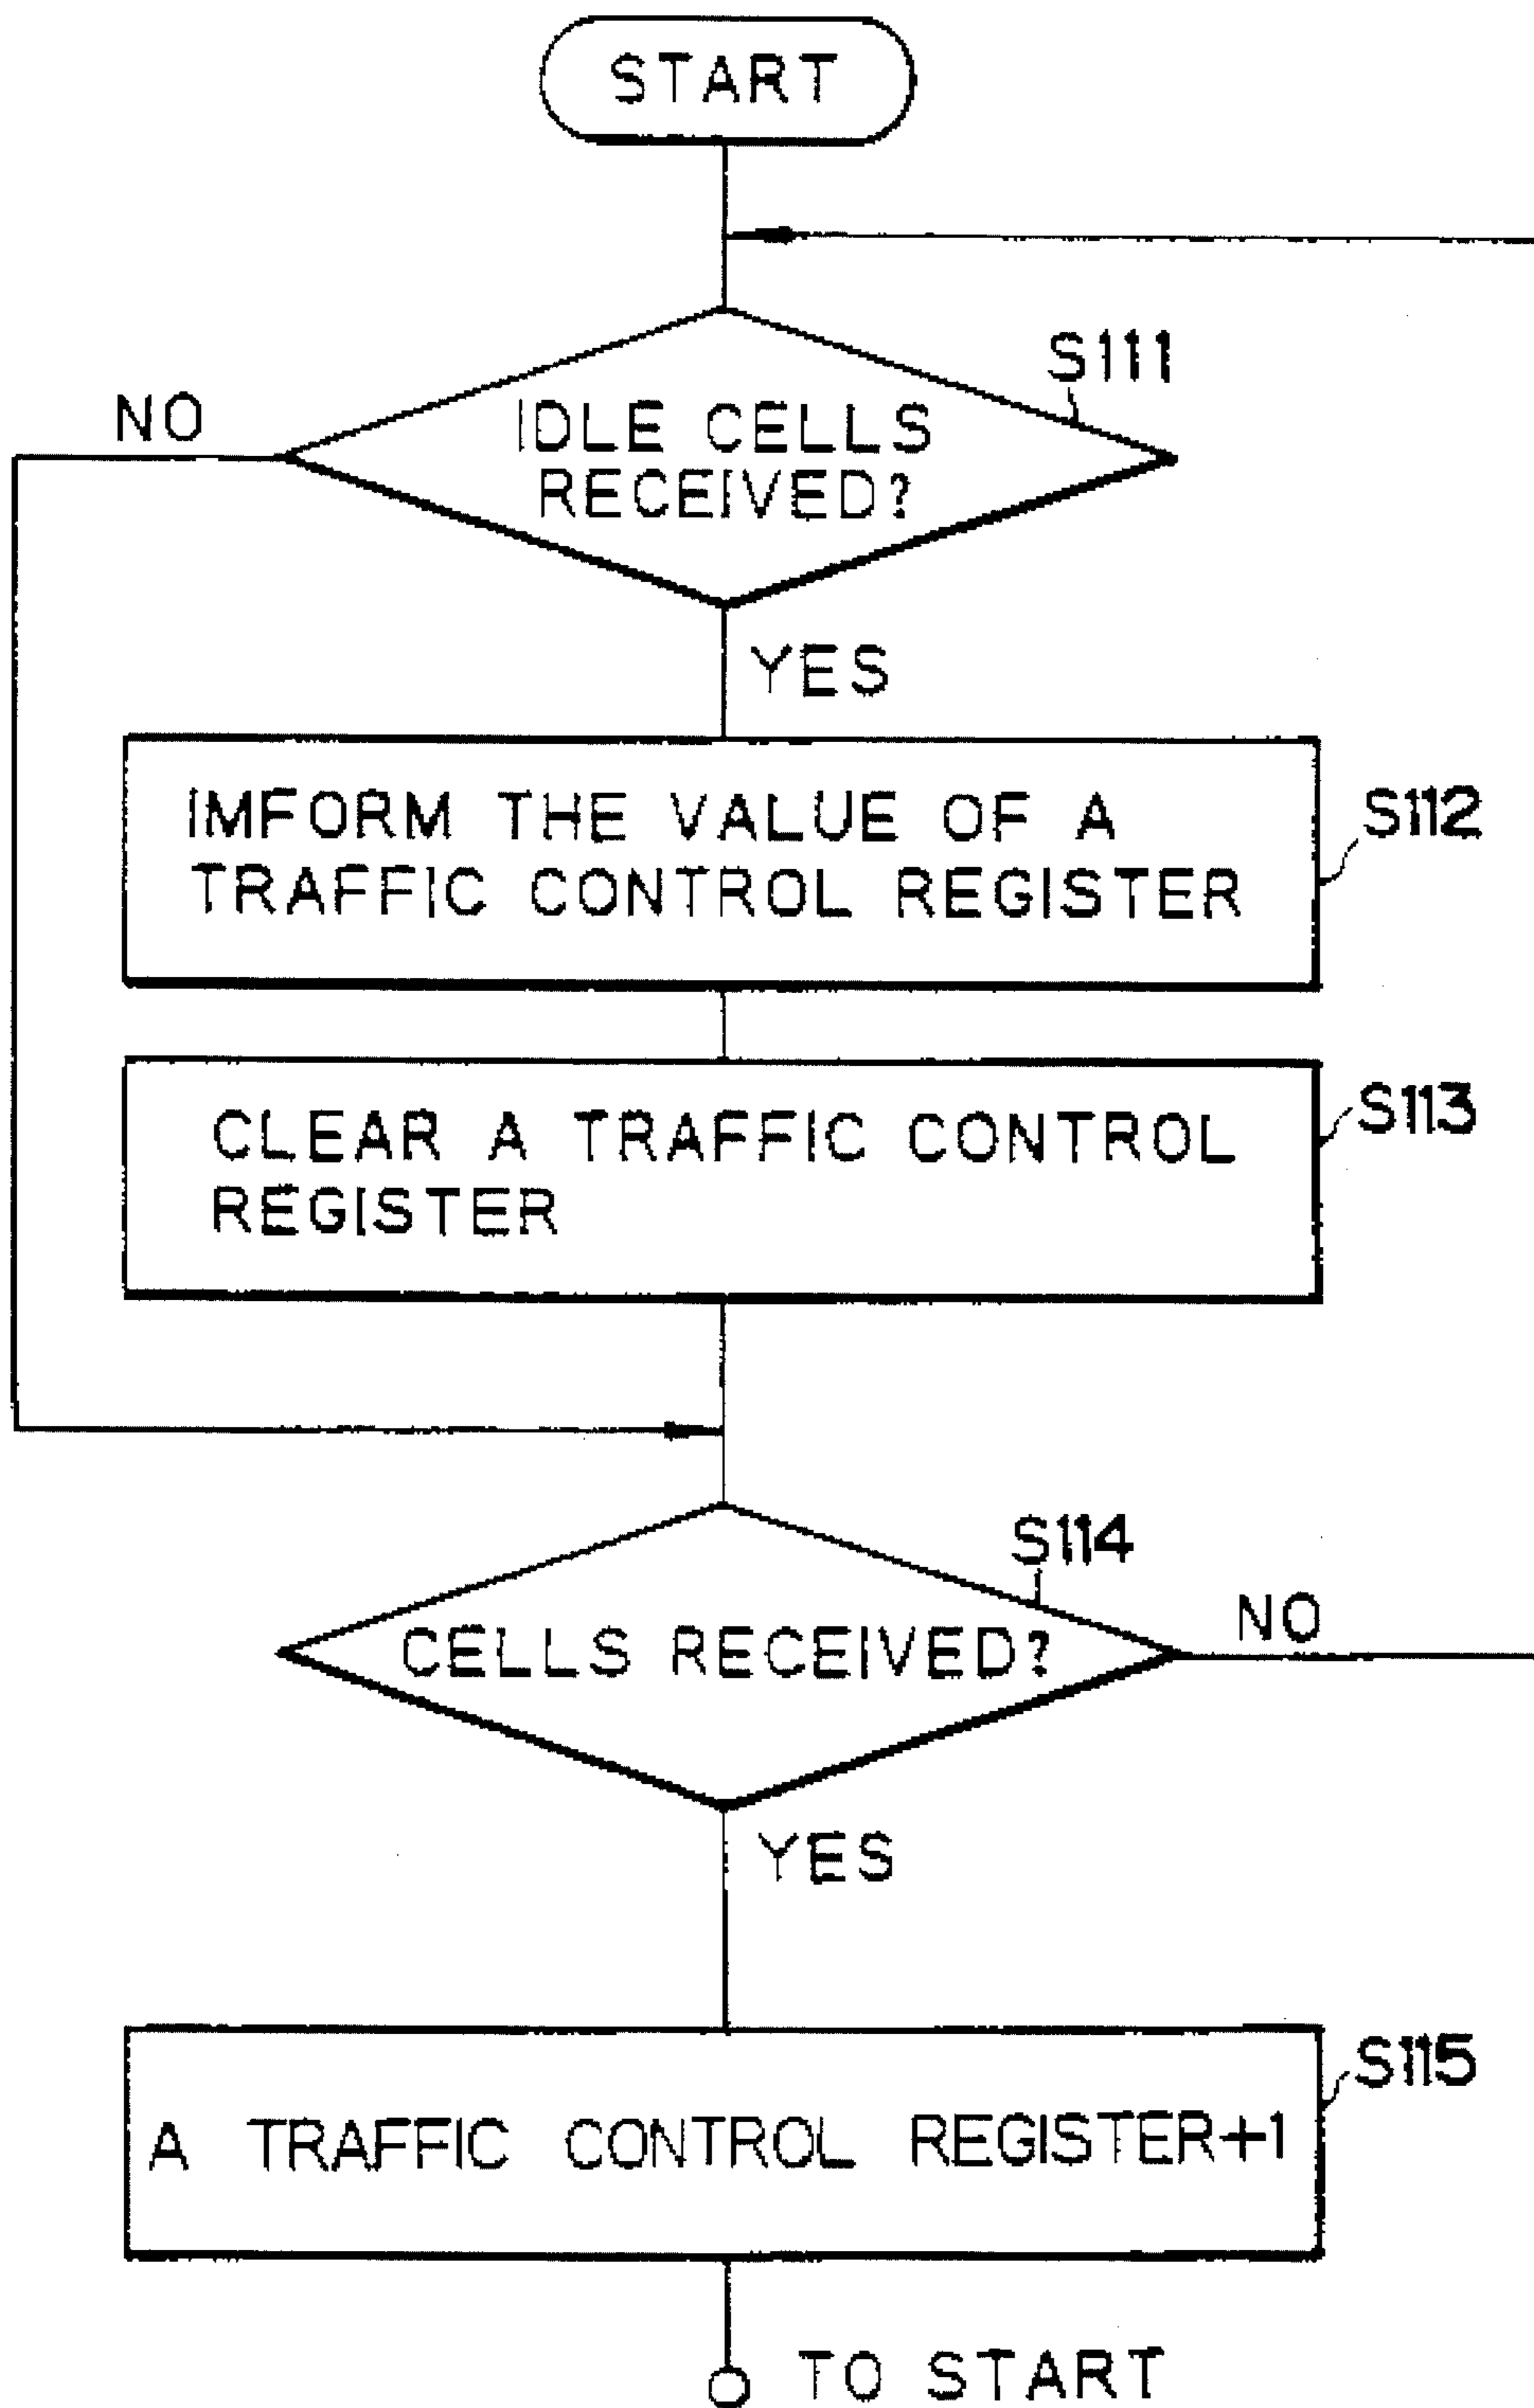 START
S111
NO
IDLE CELLS
RECEIVED?
YES
IMFORM THE VALUE OF A
TRAFFIC CONTROL REGISTER
S112
CLEAR A TRAFFIC CONTROL
REGISTER
S113
S114
CELLS RECEIVED?
NO
YES
S115
A TRAFFIC CONTROL REGISTER+1
TO START